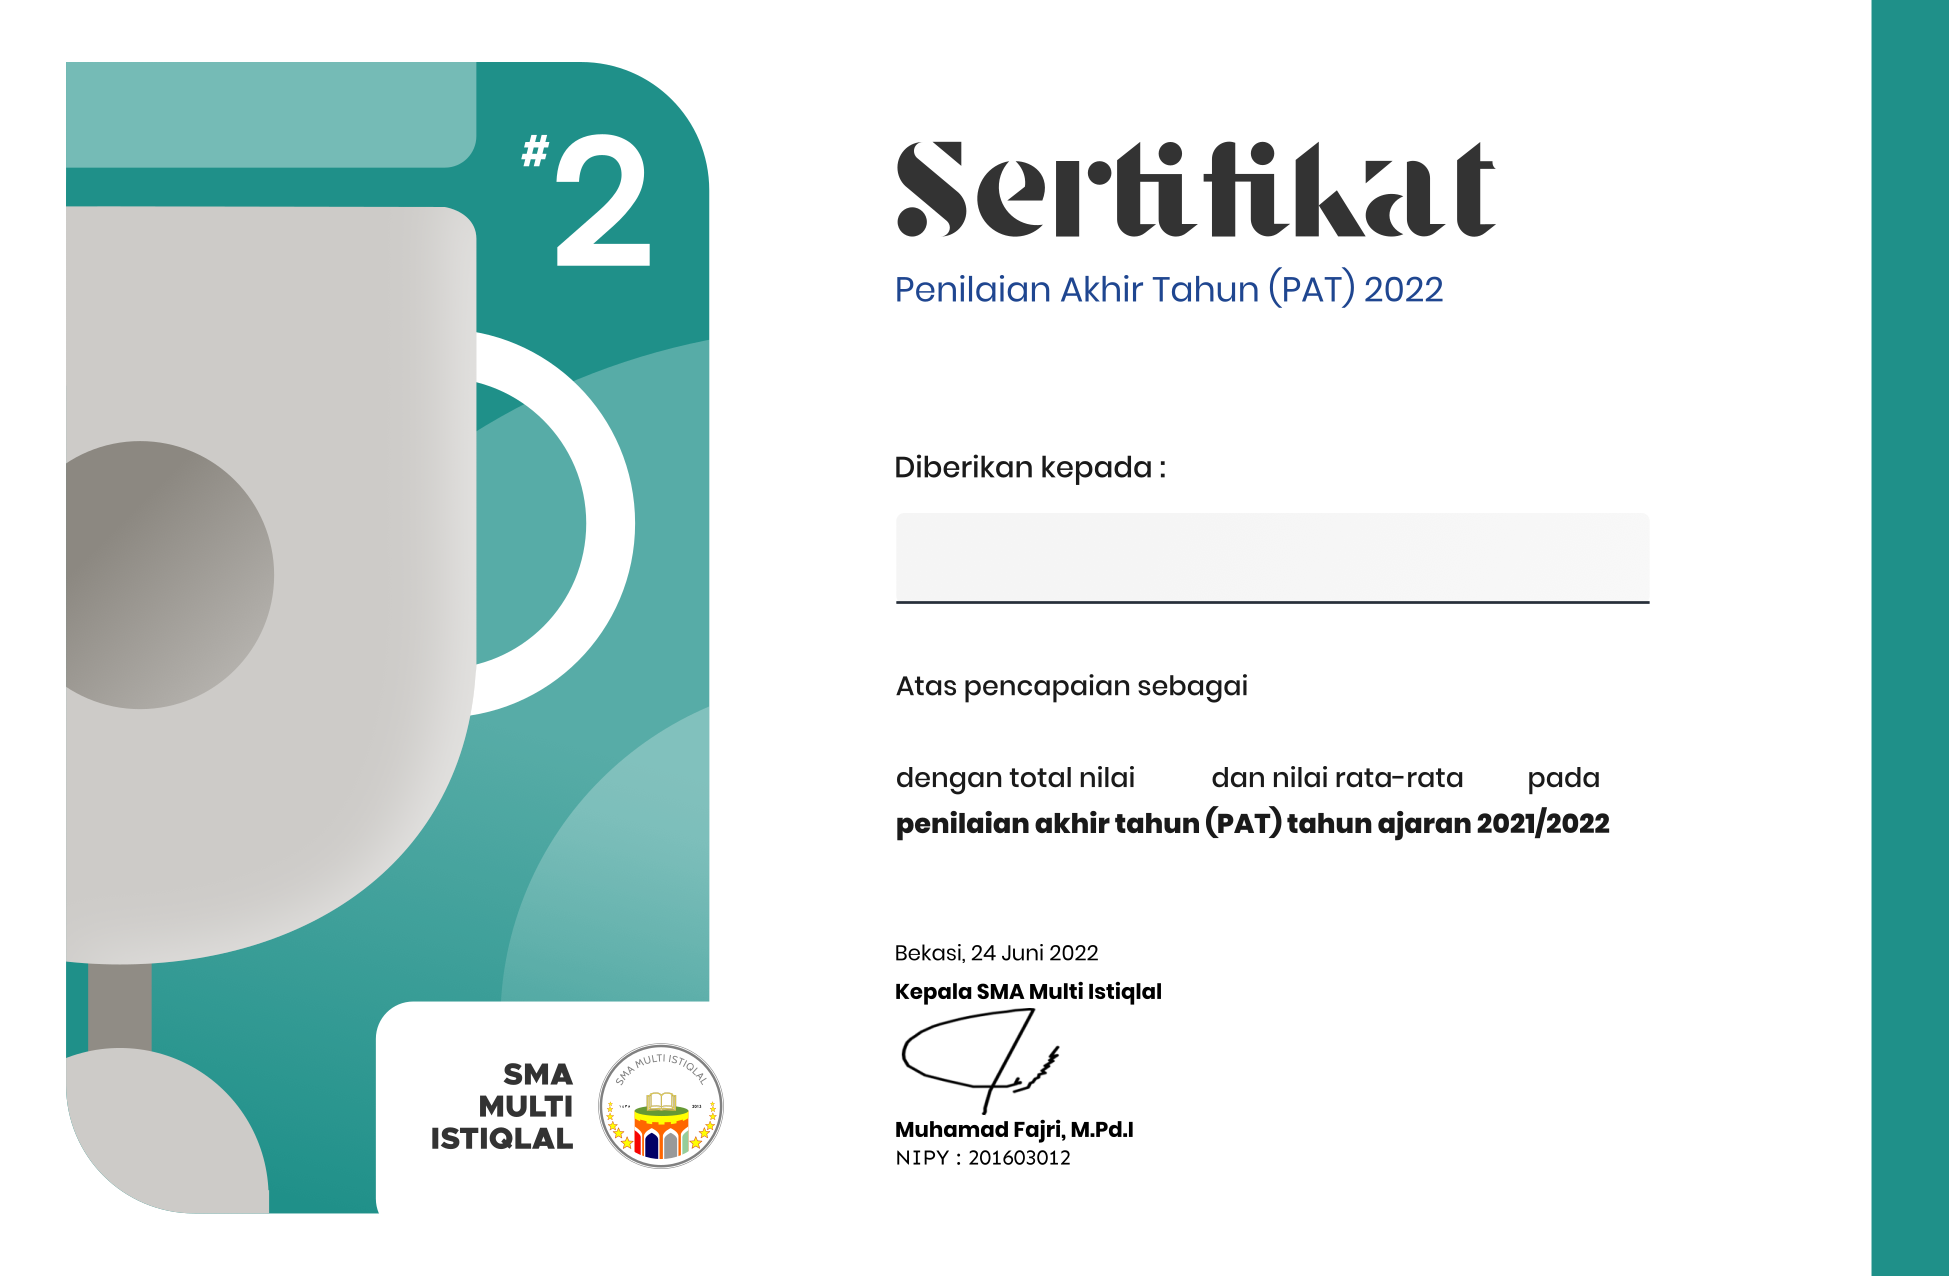 #2
Sertifikat
Penilaian Akhir Tahun (PAT) 2022
Diberikan kepada :
Atas pencapaian sebagai
dengan total nilai dan nilai rata-rata pada
penilaian akhir tahun (PAT) tahun ajaran 2021/2022
Bekasi, 24 Juni 2022
Kepala SMA Multi Istiqlal
Muhamad Fajri, M.Pd.I
NIPY : 201603012
SMA
MULTI
ISTIQLAL
SMA MULTI ISTIQLAL
2012